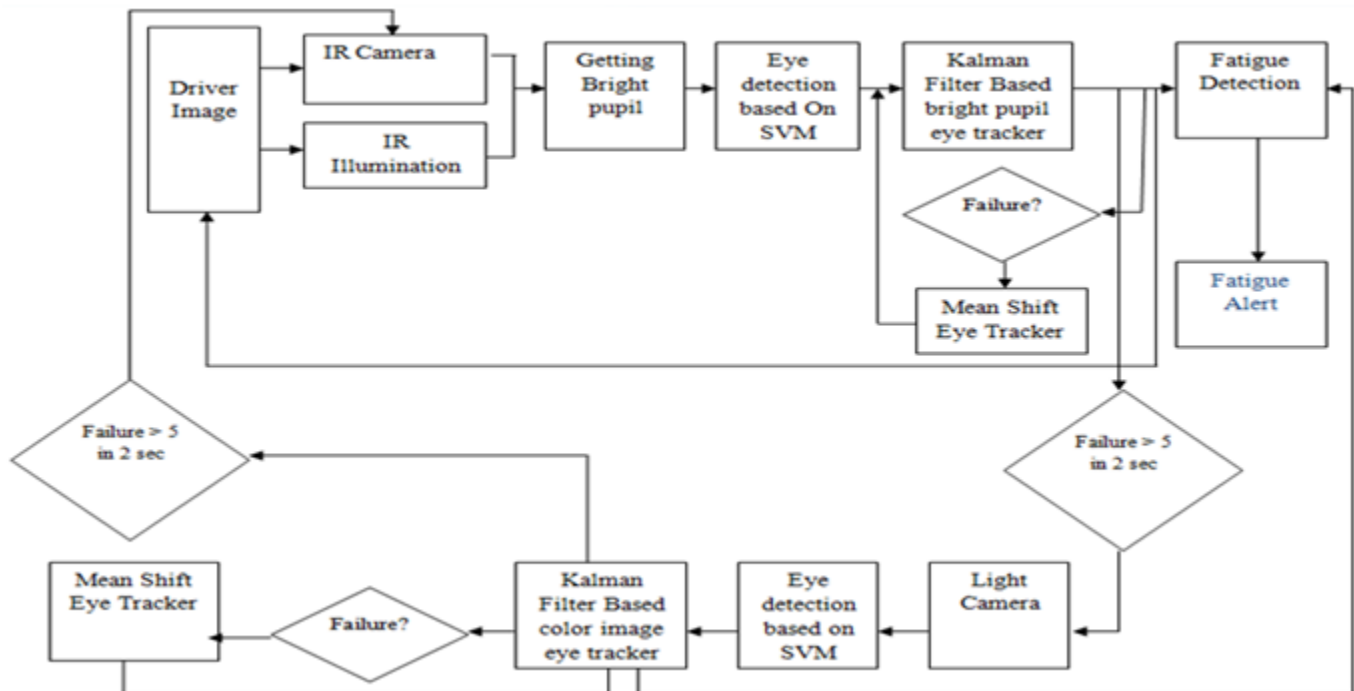 Driver
Image
IR Camera
IR
Illumination
Getting
Bright
pupil
Eye
detection
based On
SVM
Kalman
Filter Based
bright pupil
eye tracker
Fatigue
Detection
Failure?
Mean Shift
Eye Tracker
Fatigue
Alert
Failure > 5
in 2 sec
Failure > 5
in 2 sec
Mean Shift
Eye Tracker
Failure?
Kalman
Filter Based
color image
eye tracker
Eye
detection
based on
SVM
Light
Camera